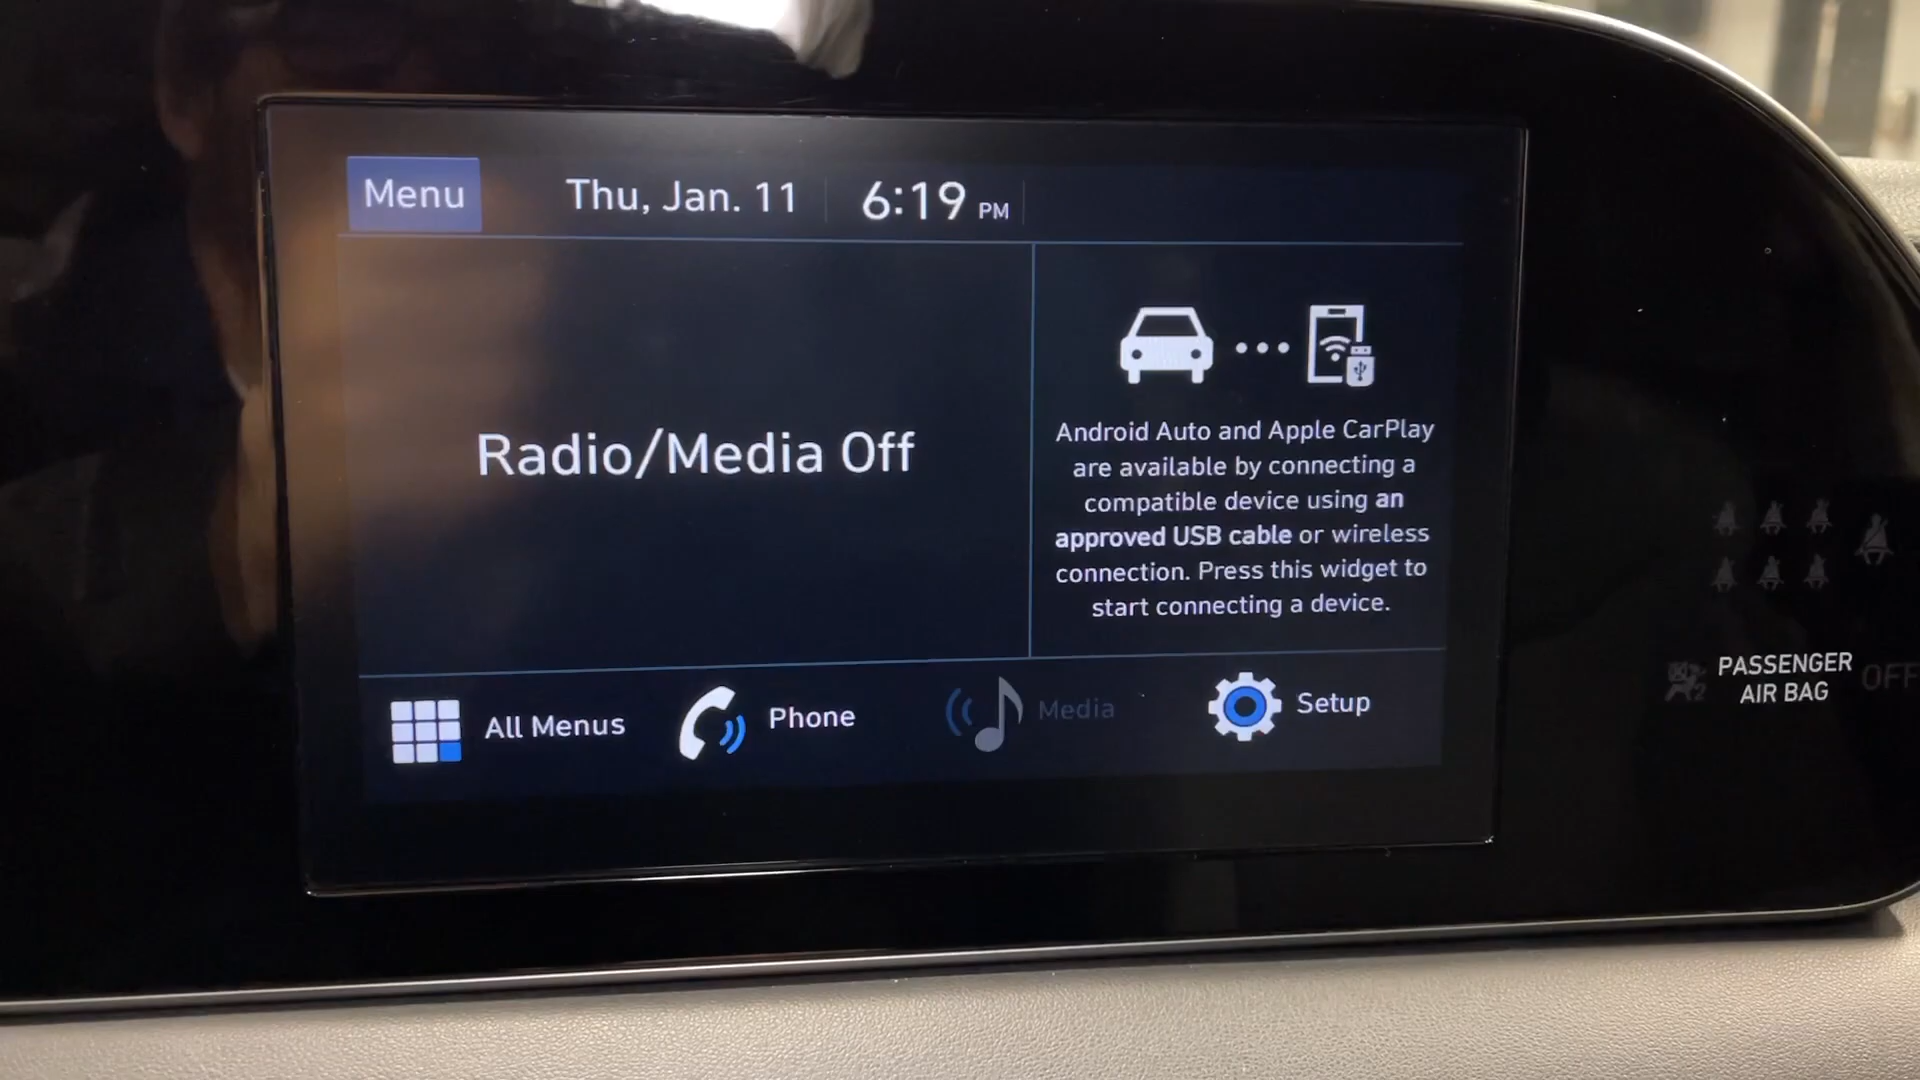 Menu
Thu, Jan. 11
6:19 PM
Radio/Media Off
Android Auto and Apple CarPlay
are available by connecting a
compatible device using an
approved USB cable or wireless
connection. Press this widget to
start connecting a device.
All Menus
Phone
Media
Setup
PASSENGER
AIR BAG
OFF